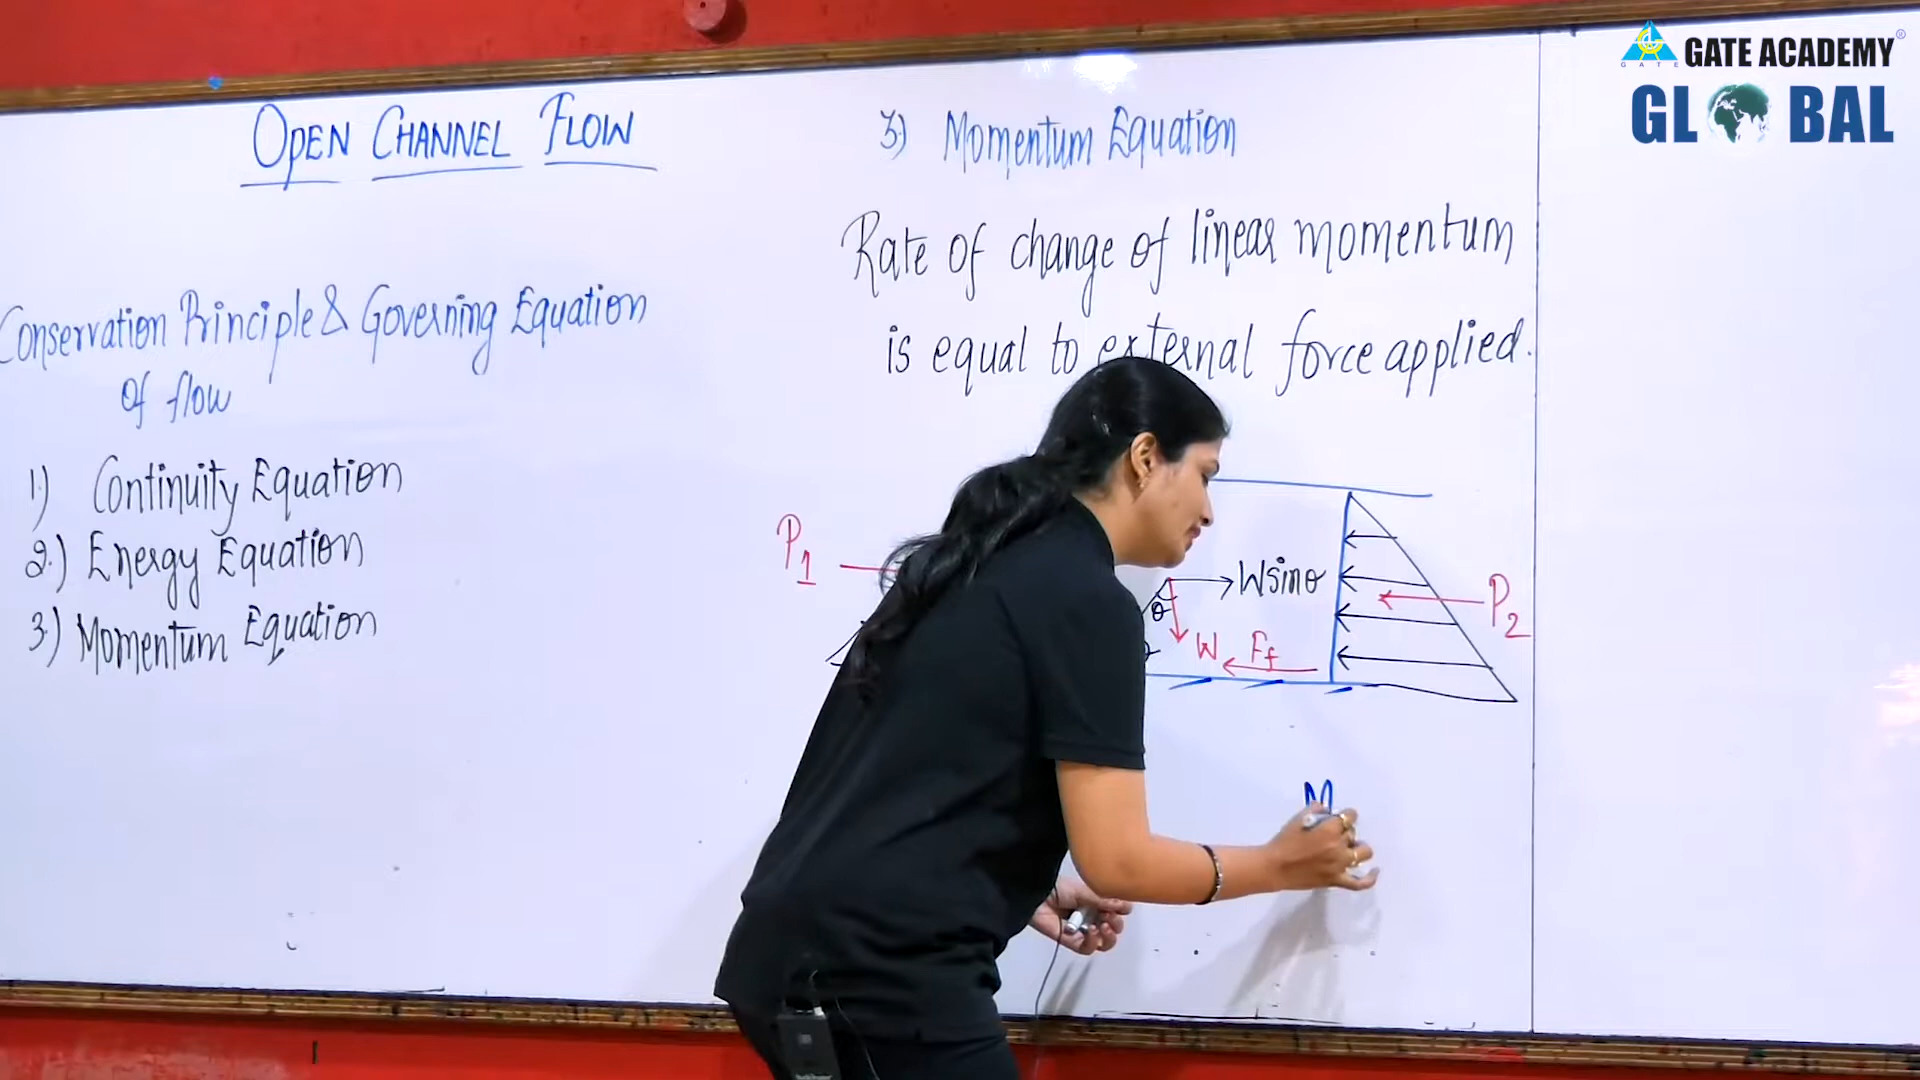 OPEN CHANNEL FLOW
Conservation Principle & Governing Equation
of flow
1.) Continuity Equation
2.) Energy Equation
3.) Momentum Equation
3) Momentum Equation
Rate of change of linear momentum
is equal to external force applied.
P1
θ
Wsinθ
W
Ff
P2
M
GATE ACADEMY®
GATE
GLOBAL